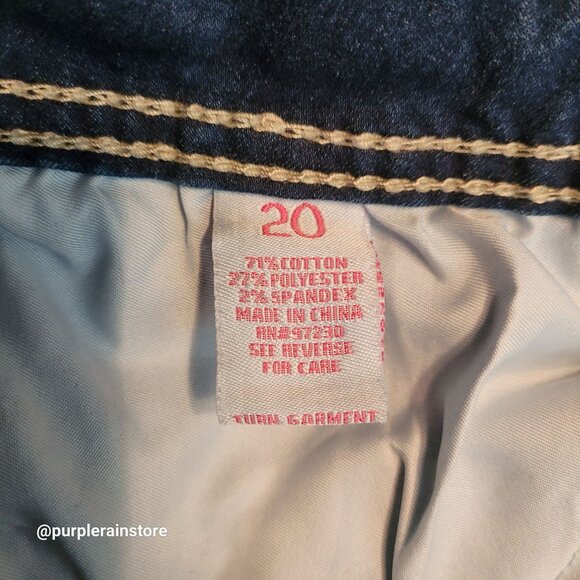 20
71% COTTON
27% POLYESTER
2% SPANDEX
MADE IN CHINA
RN#97230
SEE REVERSE
FOR CARE
TURN GARMENT
@purplerainstore